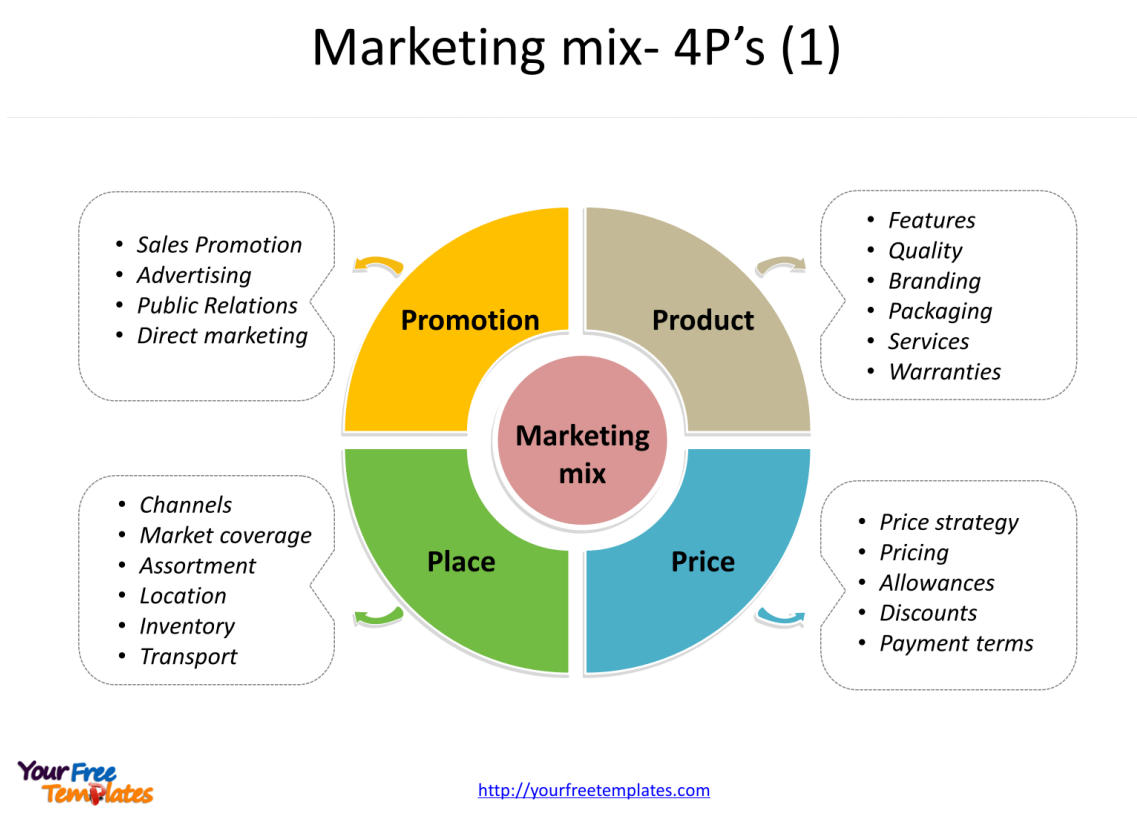 Marketing mix- 4P’s (1)
• Sales Promotion
• Advertising
• Public Relations
• Direct marketing
Promotion
Product
• Features
• Quality
• Branding
• Packaging
• Services
• Warranties
Marketing
mix
• Channels
• Market coverage
• Assortment
• Location
• Inventory
• Transport
Place
Price
• Price strategy
• Pricing
• Allowances
• Discounts
• Payment terms
Your Free
Templates
http://yourfreetemplates.com